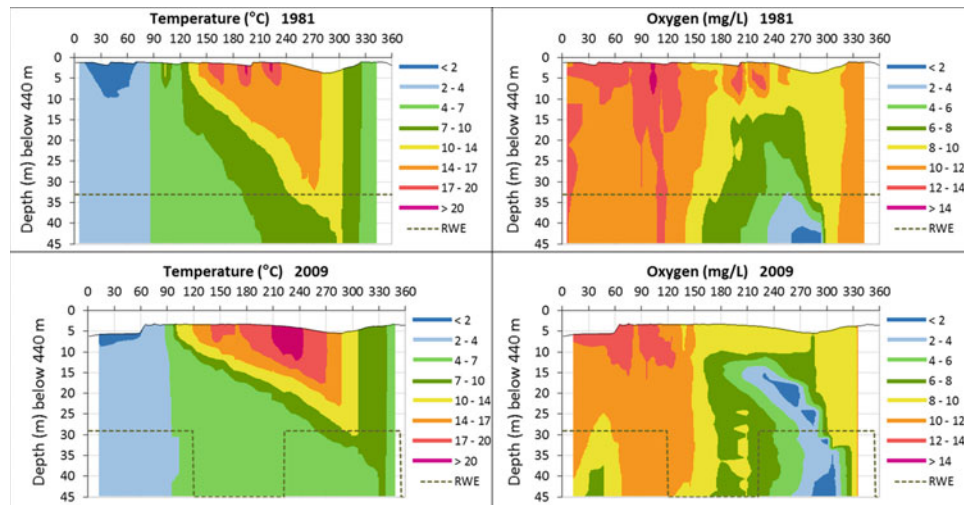 Temperature (°C) 1981
0 30 60 90 120 150 180 210 240 270 300 330 360
Depth (m) below 440 m
0
5
10
15
20
25
30
35
40
45
< 2
2 - 4
4 - 7
7 - 10
10 - 14
14 - 17
17 - 20
> 20
RWE
Oxygen (mg/L) 1981
0 30 60 90 120 150 180 210 240 270 300 330 360
Depth (m) below 440 m
0
5
10
15
20
25
30
35
40
45
< 2
2 - 4
4 - 6
6 - 8
8 - 10
10 - 12
12 - 14
> 14
RWE
Temperature (°C) 2009
0 30 60 90 120 150 180 210 240 270 300 330 360
Depth (m) below 440 m
0
5
10
15
20
25
30
35
40
45
< 2
2 - 4
4 - 7
7 - 10
10 - 14
14 - 17
17 - 20
> 20
RWE
Oxygen (mg/L) 2009
0 30 60 90 120 150 180 210 240 270 300 330 360
Depth (m) below 440 m
0
5
10
15
20
25
30
35
40
45
< 2
2 - 4
4 - 6
6 - 8
8 - 10
10 - 12
12 - 14
> 14
RWE